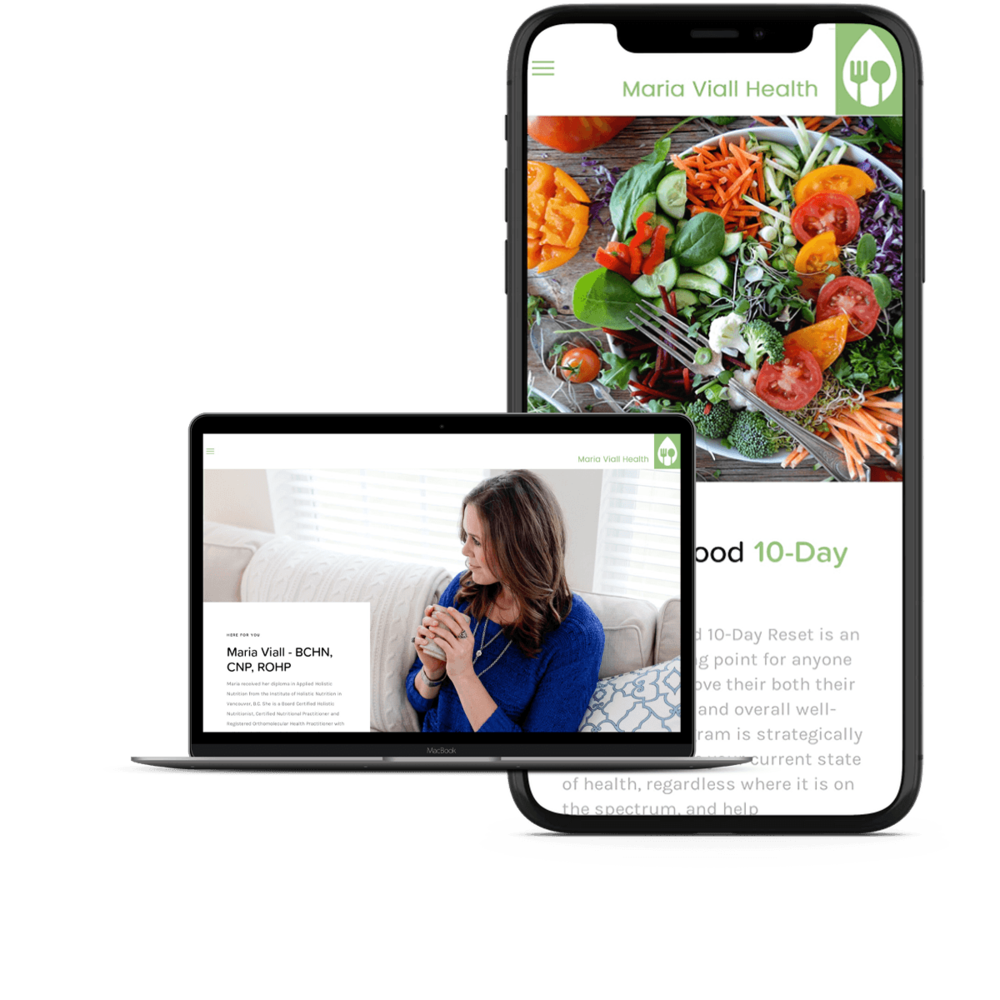 Maria Viall Health
ood 10-Day
10-Day Reset is an
g point for anyone
ove their both their
and overall well-
ram is strategically
your current state
of health, regardless where it is on
the spectrum, and help
Maria Viall Health
HERE FOR YOU
Maria Viall - BCHN,
CNP, ROHP
Maria received her diploma in Applied Holistic
Nutrition from the Institute of Holistic Nutrition in
Vancouver, B.C. She is a Board Certified Holistic
Nutritionist, Certified Nutritional Practitioner and
Registered Orthomolecular Health Practitioner with
MacBook